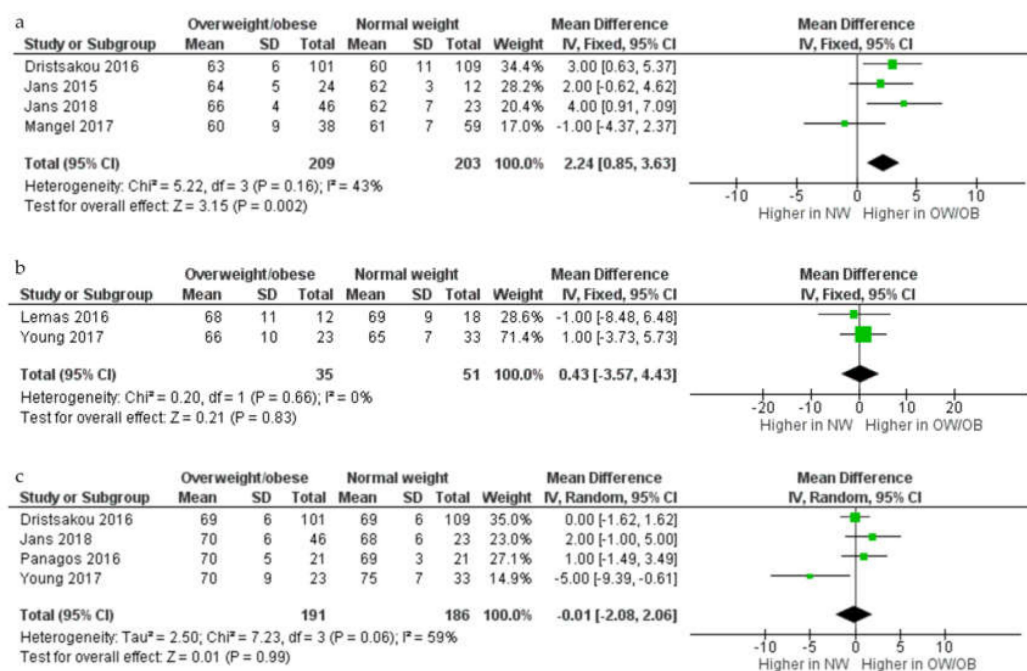 a
Overweight/obese Normal weight Mean Difference Mean Difference
Study or Subgroup Mean SD Total Mean SD Total Weight IV, Fixed, 95% CI IV, Fixed, 95% CI
Dristsakou 2016 63 6 101 60 11 109 34.4% 3.00 [0.63, 5.37]
Jans 2015 64 5 24 62 3 12 28.2% 2.00 [-0.62, 4.62]
Jans 2018 66 4 46 62 7 23 20.4% 4.00 [0.91, 7.09]
Mangel 2017 60 9 38 61 7 59 17.0% -1.00 [-4.37, 2.37]
Total (95% CI) 209 203 100.0% 2.24 [0.85, 3.63]
Heterogeneity: Chi² = 5.22, df = 3 (P = 0.16); I² = 43%
Test for overall effect: Z = 3.15 (P = 0.002)
-10 -5 0 5 10
Higher in NW Higher in OW/OB
b
Overweight/obese Normal weight Mean Difference Mean Difference
Study or Subgroup Mean SD Total Mean SD Total Weight IV, Fixed, 95% CI IV, Fixed, 95% CI
Lemas 2016 68 11 12 69 9 18 28.6% -1.00 [-8.48, 6.48]
Young 2017 66 10 23 65 7 33 71.4% 1.00 [-3.73, 5.73]
Total (95% CI) 35 51 100.0% 0.43 [-3.57, 4.43]
Heterogeneity: Chi² = 0.20, df = 1 (P = 0.66); I² = 0%
Test for overall effect: Z = 0.21 (P = 0.83)
-20 -10 0 10 20
Higher in NW Higher in OW/OB
c
Overweight/obese Normal weight Mean Difference Mean Difference
Study or Subgroup Mean SD Total Mean SD Total Weight IV, Random, 95% CI IV, Random, 95% CI
Dristsakou 2016 69 6 101 69 6 109 35.0% 0.00 [-1.62, 1.62]
Jans 2018 70 6 46 68 6 23 23.0% 2.00 [-1.00, 5.00]
Panagos 2016 70 5 21 69 3 21 27.1% 1.00 [-1.49, 3.49]
Young 2017 70 9 23 75 7 33 14.9% -5.00 [-9.39, -0.61]
Total (95% CI) 191 186 100.0% -0.01 [-2.08, 2.06]
Heterogeneity: Tau² = 2.50; Chi² = 7.23, df = 3 (P = 0.06); I² = 59%
Test for overall effect: Z = 0.01 (P = 0.99)
-10 -5 0 5 10
Higher in NW Higher in OW/OB